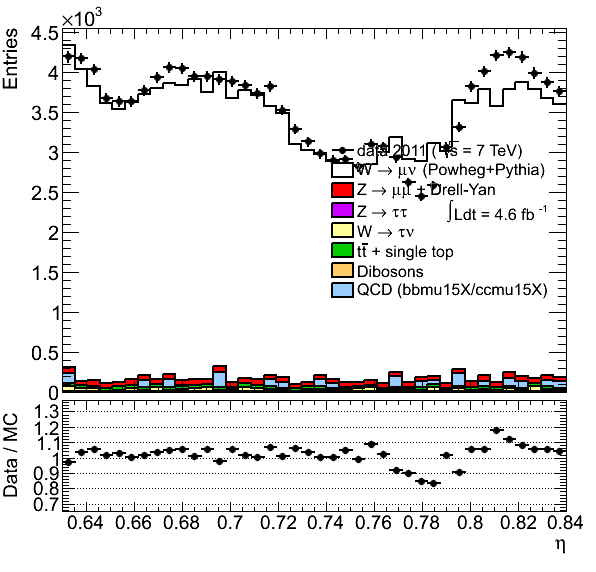 ×10³
Entries
4.5
4
3.5
3
2.5
2
1.5
1
0.5
0
data 2011 (√s = 7 TeV)
W → μν (Powheg+Pythia)
Z → μμ + Drell-Yan
Z → ττ
∫Ldt = 4.6 fb⁻¹
W → τν
tt̄ + single top
Dibosons
QCD (bbmu15X/ccmu15X)
Data / MC
1.3
1.2
1.1
1
0.9
0.8
0.7
0.64 0.66 0.68 0.7 0.72 0.74 0.76 0.78 0.8 0.82 0.84
η